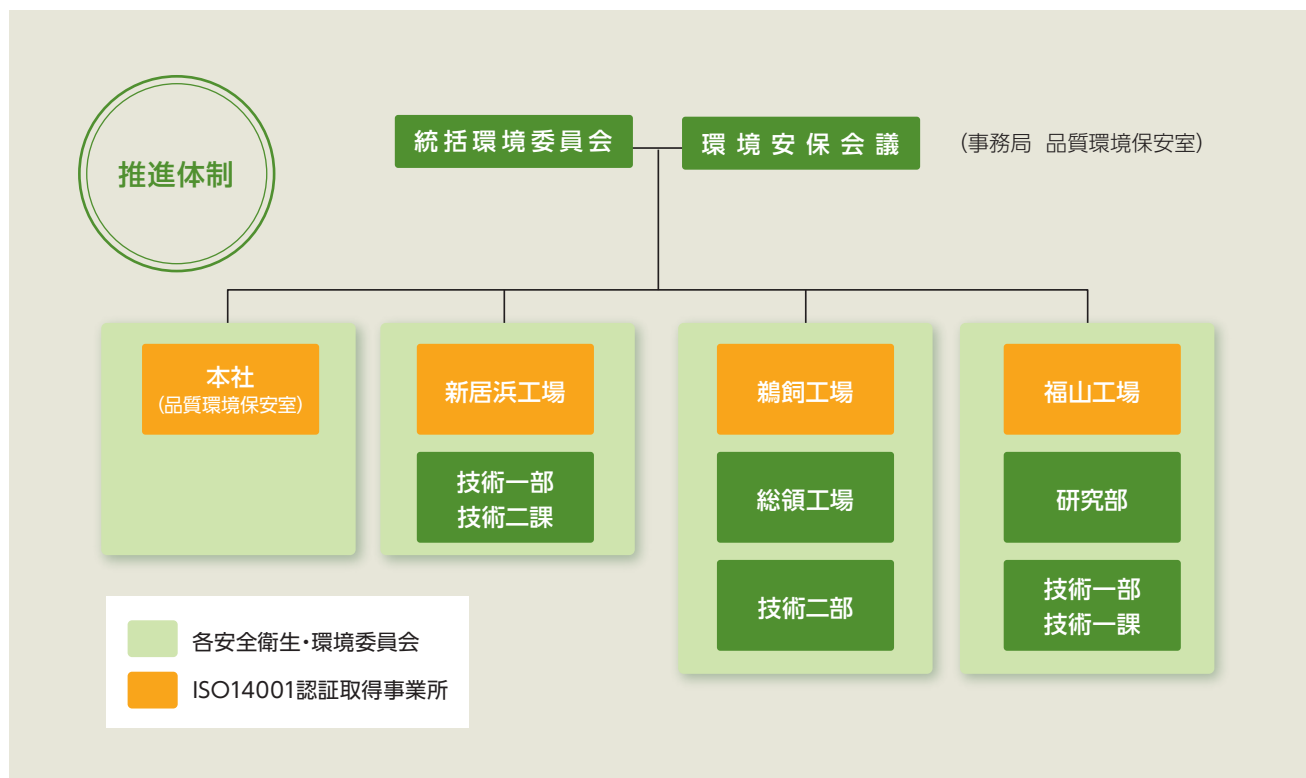 推進体制
統括環境委員会
環境安保会議
(事務局 品質環境保安室)
本社
(品質環境保安室)
新居浜工場
技術一部
技術二課
鵜飼工場
総領工場
技術二部
福山工場
研究部
技術一部
技術一課
各安全衛生・環境委員会
ISO14001認証取得事業所